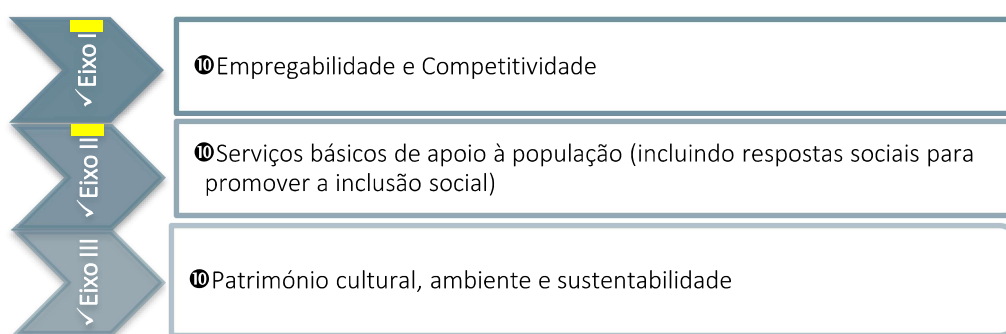 ✓Eixo I
❿Empregabilidade e Competitividade
✓Eixo II
❿Serviços básicos de apoio à população (incluindo respostas sociais para
promover a inclusão social)
✓Eixo III
❿Património cultural, ambiente e sustentabilidade